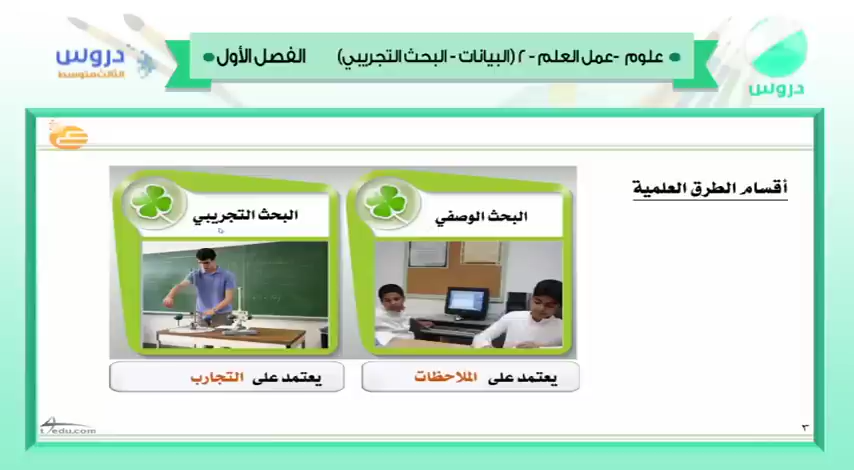 علوم - عمل العلم - ٢ (البيانات - البحث التجريبي) الفصل الأول
دروس
دروس
الثالث متوسط
أقسام الطرق العلمية
البحث الوصفي
البحث التجريبي
يعتمد على الملاحظات
يعتمد على التجارب
٣
t4edu.com